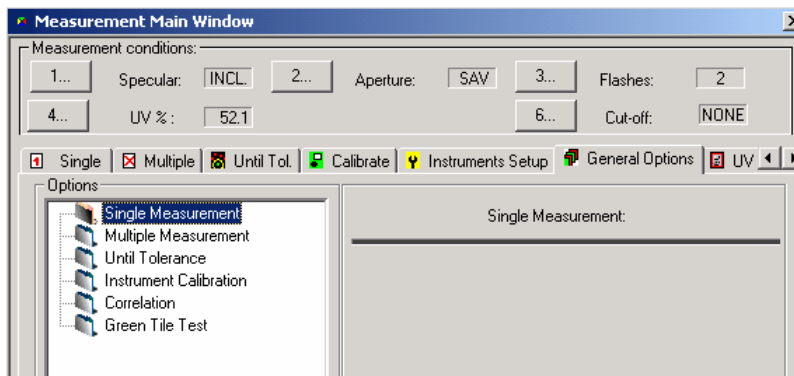 Measurement Main Window
Measurement conditions:
1... Specular: INCL. 2... Aperture: SAV 3... Flashes: 2
4... UV % : 52.1 6... Cut-off: NONE
1 Single Multiple Until Tol. Calibrate Instruments Setup General Options UV
Options
Single Measurement
Multiple Measurement
Until Tolerance
Instrument Calibration
Correlation
Green Tile Test
Single Measurement: